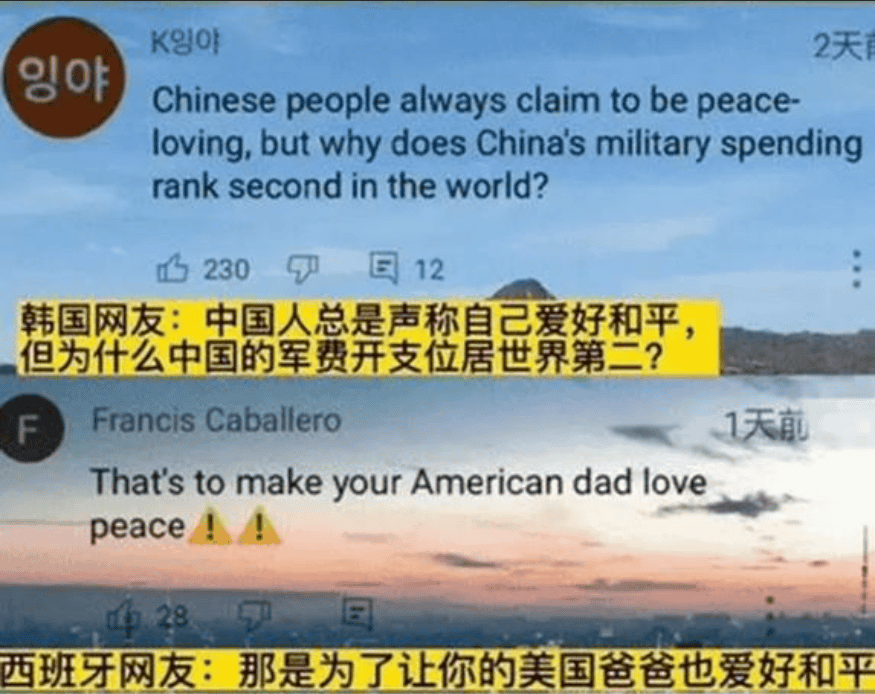 K잉야
2天前
잉야
Chinese people always claim to be peace-
loving, but why does China's military spending
rank second in the world?
230
12
韩国网友：中国人总是声称自己爱好和平，
但为什么中国的军费开支位居世界第二？
F
Francis Caballero
1天前
That's to make your American dad love
peace⚠️⚠️
28
西班牙网友：那是为了让你的美国爸爸也爱好和平